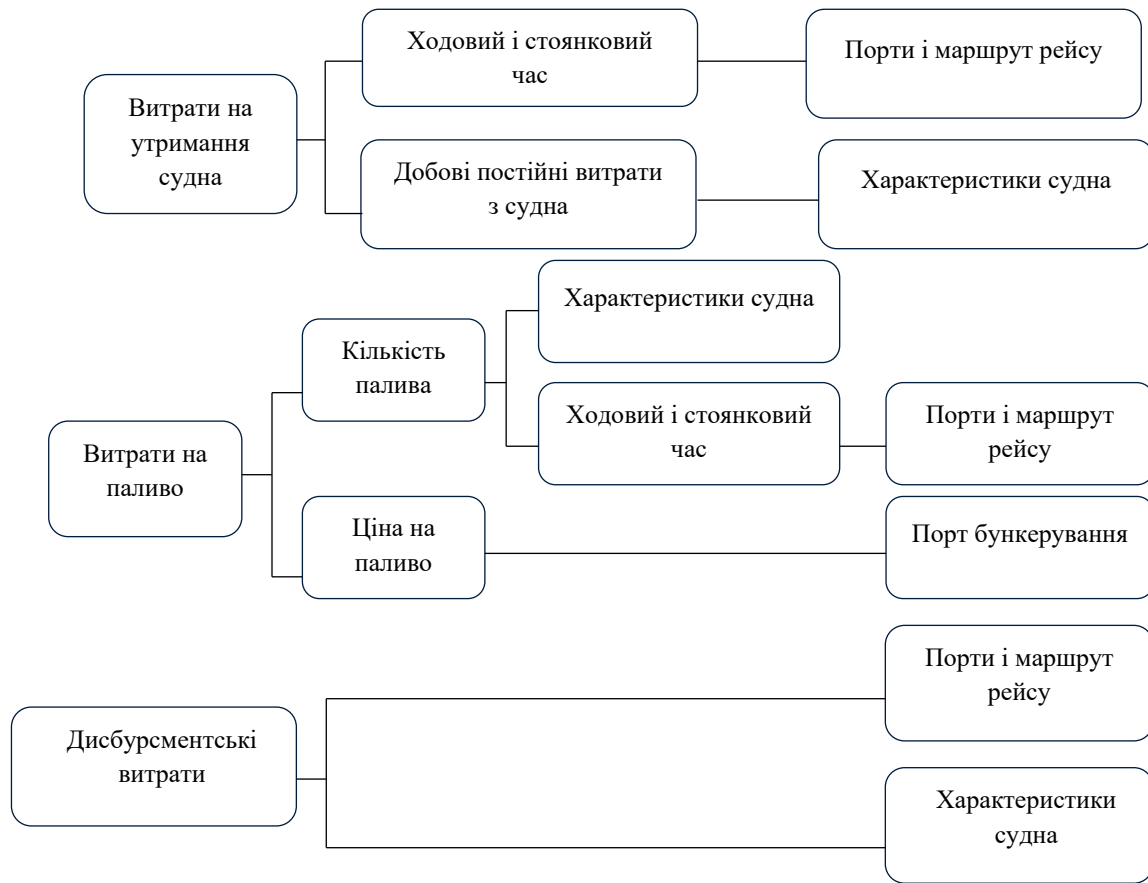 Ходовий і стоянковий
час
Порти і маршрут рейсу
Витрати на
утримання
судна
Добові постійні витрати
з судна
Характеристики судна
Характеристики судна
Кількість
палива
Ходовий і стоянковий
час
Порти і маршрут
рейсу
Витрати на
паливо
Ціна на
паливо
Порт бункерування
Порти і маршрут
рейсу
Дисбурсментські
витрати
Характеристики
судна